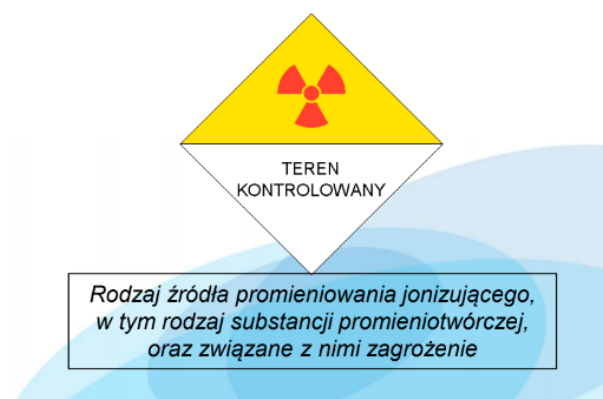 TEREN
KONTROLOWANY
Rodzaj źródła promieniowania jonizującego,
w tym rodzaj substancji promieniotwórczej,
oraz związane z nimi zagrożenie